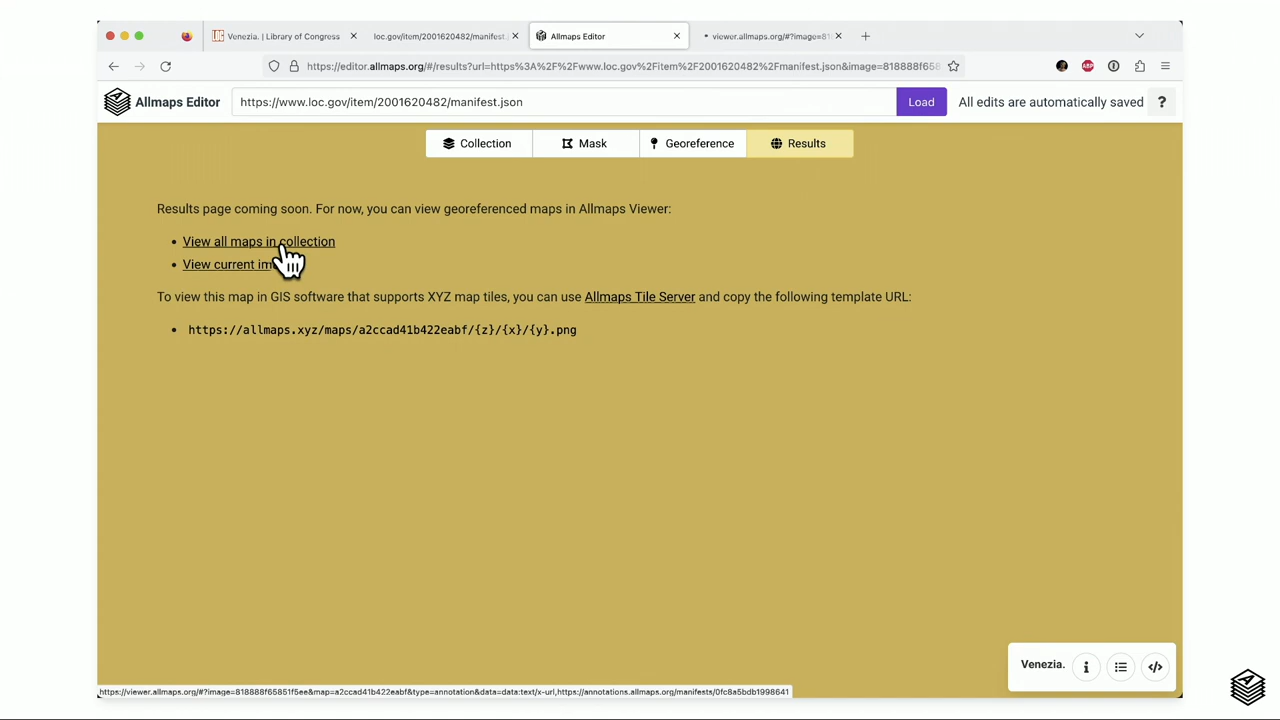 Venezia. | Library of Congress
loc.gov/item/2001620482/manifest.
Allmaps Editor
viewer.allmaps.org/#?image=818
https://editor.allmaps.org/#/results?url=https%3A%2F%2Fwww.loc.gov%2Fitem%2F2001620482%2Fmanifest.json&image=818888f658
ABP
Allmaps Editor
https://www.loc.gov/item/2001620482/manifest.json
Load
All edits are automatically saved
?
Collection
Mask
Georeference
Results
Results page coming soon. For now, you can view georeferenced maps in Allmaps Viewer:
• View all maps in collection
• View current im
To view this map in GIS software that supports XYZ map tiles, you can use Allmaps Tile Server and copy the following template URL:
• https://allmaps.xyz/maps/a2ccad41b422eabf/{z}/{x}/{y}.png
Venezia.
https://viewer.allmaps.org/#?image=818888f65851f5ee&map=a2ccad41b422eabf&type=annotation&data=data:text/x-url,https://annotations.allmaps.org/manifests/0fc8a5bdb1998641